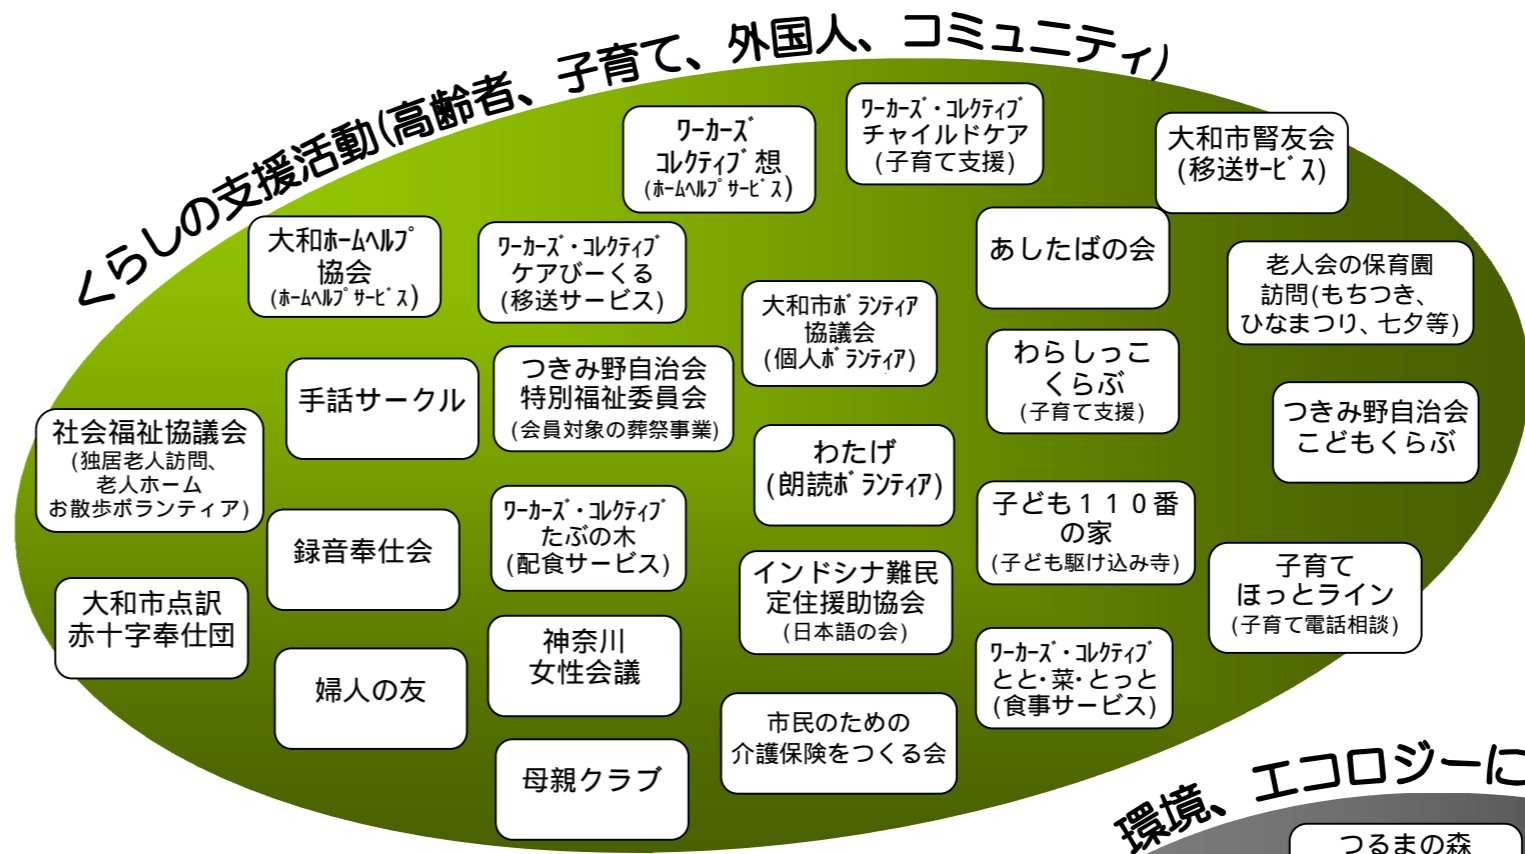 くらしの支援活動(高齢者、子育て、外国人、コミュニティ)
ワーカーズ
コレクティブ 想
(ホームヘルプサービス)
ワーカーズ・コレクティブ
チャイルドケア
(子育て支援)
大和市腎友会
(移送サービス)
大和ホームヘルプ
協会
(ホームヘルプサービス)
ワーカーズ・コレクティブ
ケアびーくる
(移送サービス)
あしたばの会
老人会の保育園
訪問(もちつき、
ひなまつり、七夕等)
大和市ボランティア
協議会
(個人ボランティア)
手話サークル
つきみ野自治会
特別福祉委員会
(会員対象の葬祭事業)
わらしっこ
くらぶ
(子育て支援)
つきみ野自治会
こどもくらぶ
社会福祉協議会
(独居老人訪問、
老人ホーム
お散歩ボランティア)
わたげ
(朗読ボランティア)
録音奉仕会
ワーカーズ・コレクティブ
たぶの木
(配食サービス)
子ども110番
の家
(子ども駆け込み寺)
大和市点訳
赤十字奉仕団
インドシナ難民
定住援助協会
(日本語の会)
子育て
ほっとライン
(子育て電話相談)
婦人の友
神奈川
女性会議
ワーカーズ・コレクティブ
とと・菜・とっと
(食事サービス)
市民のための
介護保険をつくる会
母親クラブ
環境、エコロジーに
つるまの森